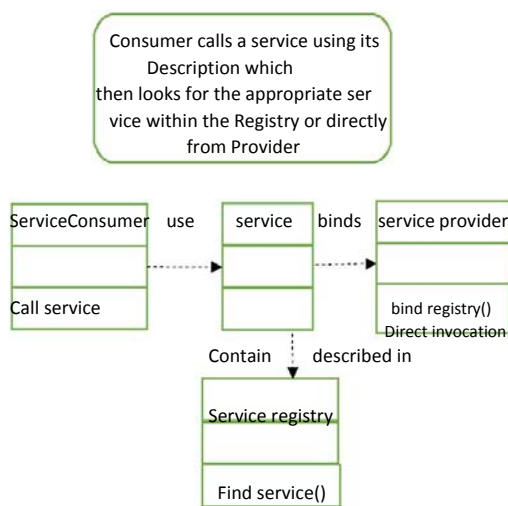 Consumer calls a service using its
Description which
then looks for the appropriate ser
vice within the Registry or directly
from Provider
ServiceConsumer use service binds service provider
Call service
bind registry()
Direct invocation
Contain described in
Service registry
Find service()